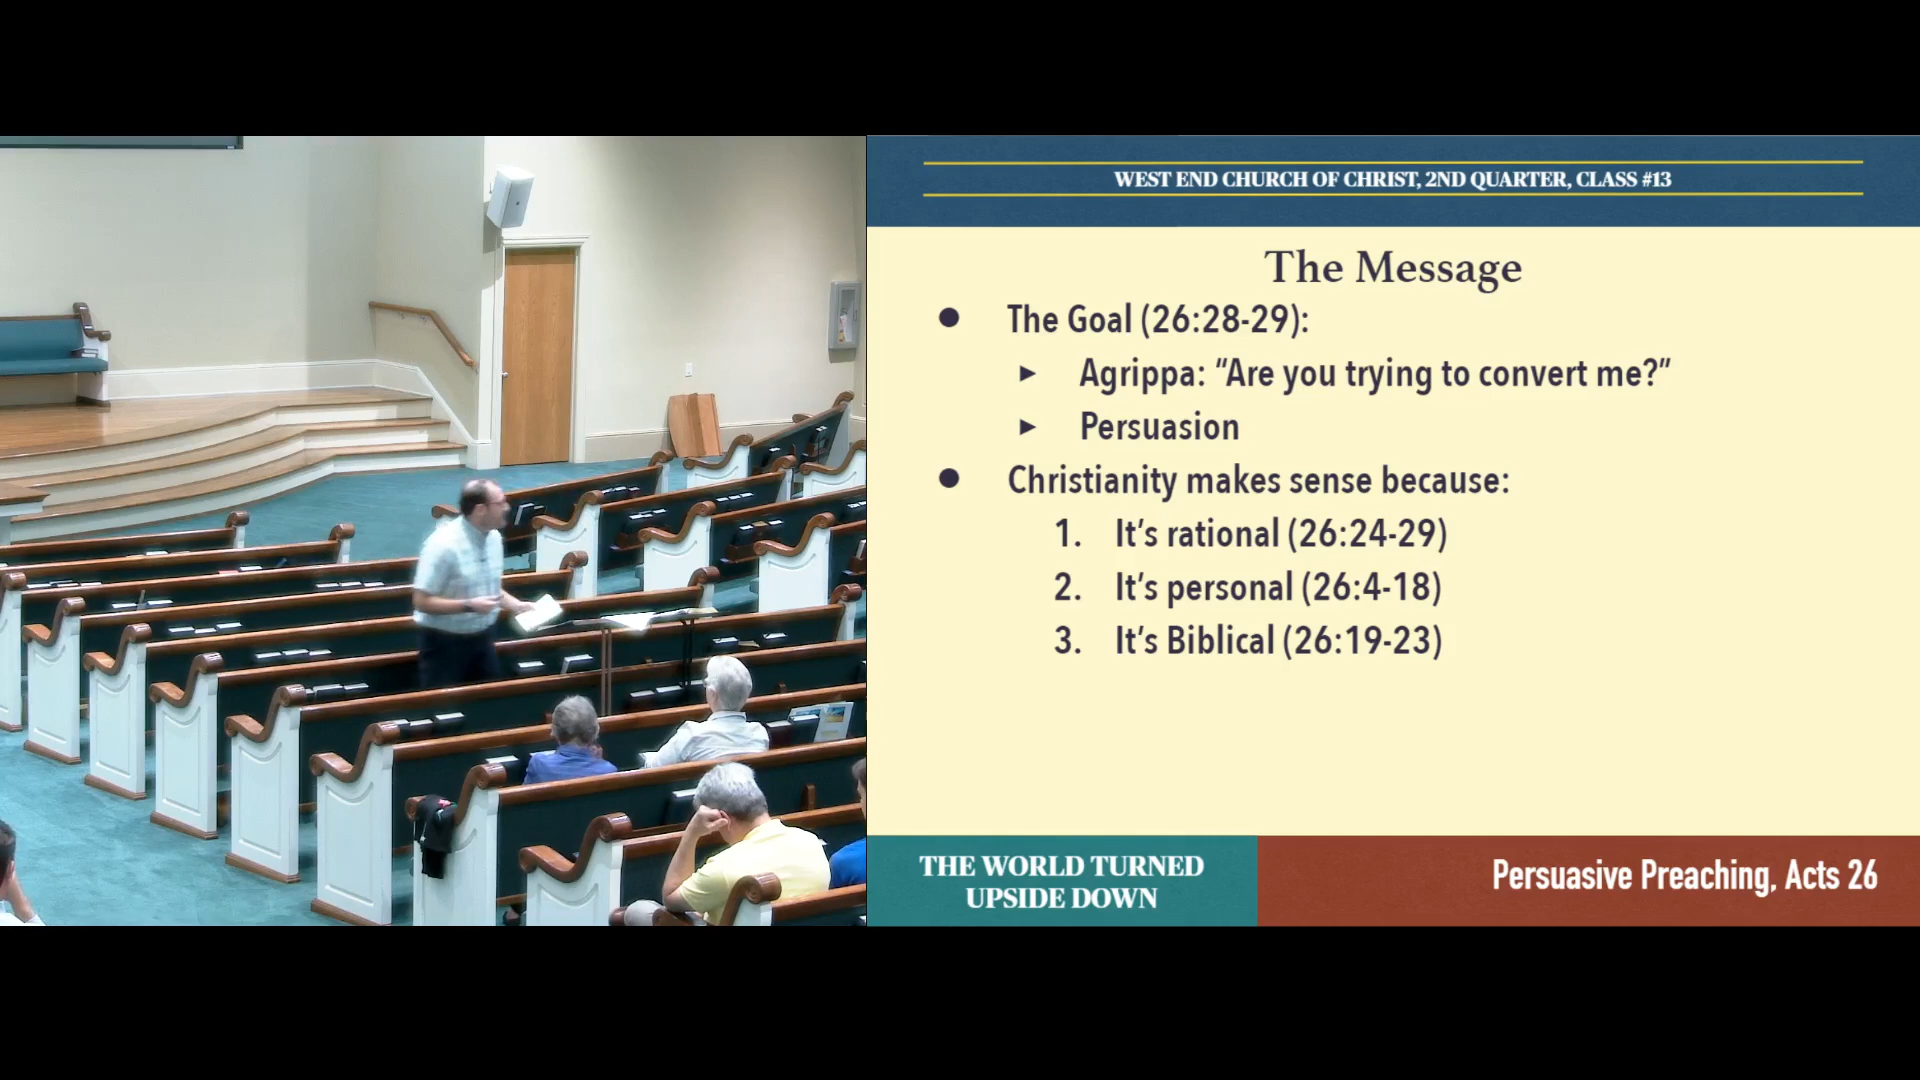 WEST END CHURCH OF CHRIST, 2ND QUARTER, CLASS #13
The Message
● The Goal (26:28-29):
► Agrippa: “Are you trying to convert me?”
► Persuasion
● Christianity makes sense because:
1. It’s rational (26:24-29)
2. It’s personal (26:4-18)
3. It’s Biblical (26:19-23)
THE WORLD TURNED
UPSIDE DOWN
Persuasive Preaching, Acts 26